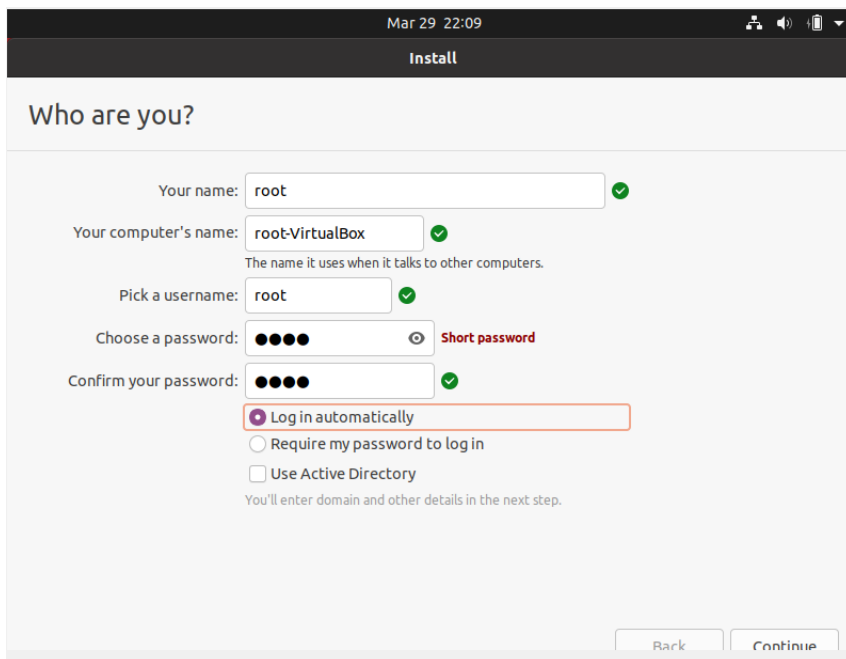 Mar 29 22:09
Install
Who are you?
Your name: root
Your computer's name: root-VirtualBox
The name it uses when it talks to other computers.
Pick a username: root
Choose a password: ●●●● Short password
Confirm your password: ●●●●
Log in automatically
Require my password to log in
Use Active Directory
You'll enter domain and other details in the next step.
Back Continue